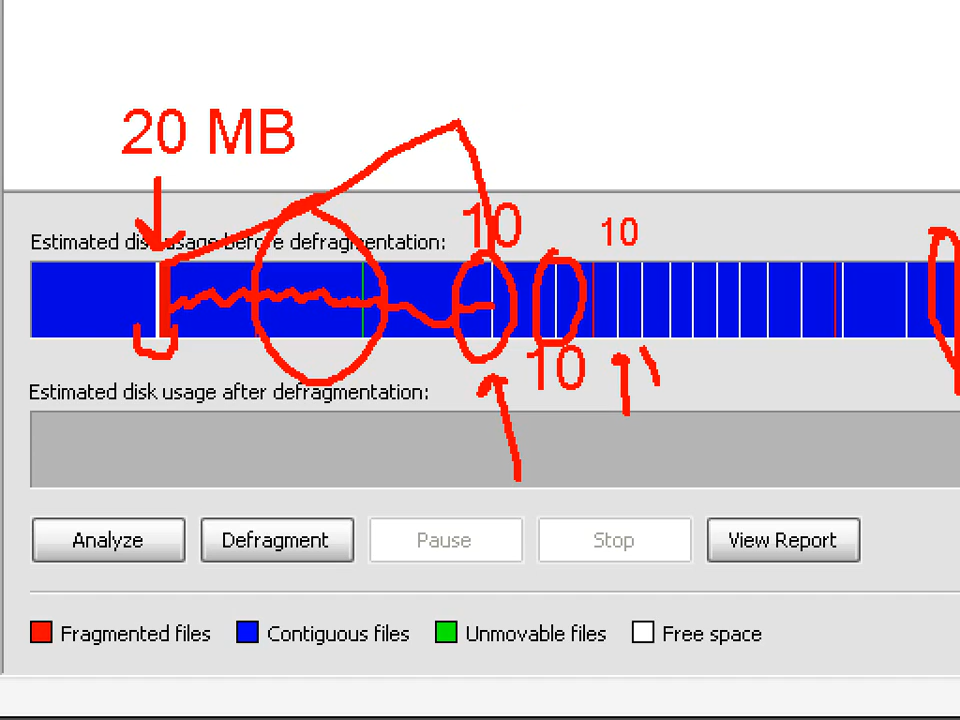 20 MB
10
10
Estimated disk usage before defragmentation:
10
Estimated disk usage after defragmentation:
Analyze
Defragment
Pause
Stop
View Report
Fragmented files
Contiguous files
Unmovable files
Free space